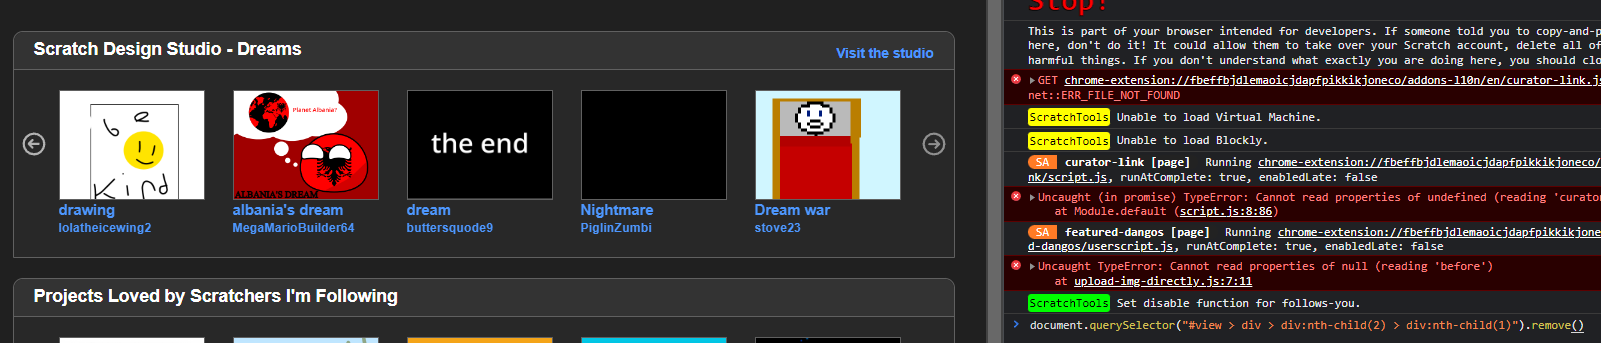 Scratch Design Studio - Dreams
Visit the studio
be
Kind
Planet Albania?
ALBANIA'S DREAM
the end
drawing
lolatheicewing2
albania's dream
MegaMarioBuilder64
dream
buttersquode9
Nightmare
PiglinZumbi
Dream war
stove23
Projects Loved by Scratchers I'm Following
Stop!
This is part of your browser intended for developers. If someone told you to copy-and-p
here, don't do it! It could allow them to take over your Scratch account, delete all of
harmful things. If you don't understand what exactly you are doing here, you should clo
GET chrome-extension://fbeffbjdlemaoicjdapfpikkikjoneco/addons-l10n/en/curator-link.js
net::ERR_FILE_NOT_FOUND
ScratchTools Unable to load Virtual Machine.
ScratchTools Unable to load Blockly.
SA curator-link [page] Running chrome-extension://fbeffbjdlemaoicjdapfpikkikjoneco/
nk/script.js, runAtComplete: true, enabledLate: false
Uncaught (in promise) TypeError: Cannot read properties of undefined (reading 'curato
at Module.default (script.js:8:86)
SA featured-dangos [page] Running chrome-extension://fbeffbjdlemaoicjdapfpikkikjone
d-dangos/userscript.js, runAtComplete: true, enabledLate: false
Uncaught TypeError: Cannot read properties of null (reading 'before')
at upload-img-directly.js:7:11
ScratchTools Set disable function for follows-you.
document.querySelector("#view > div > div:nth-child(2) > div:nth-child(1)").remove()